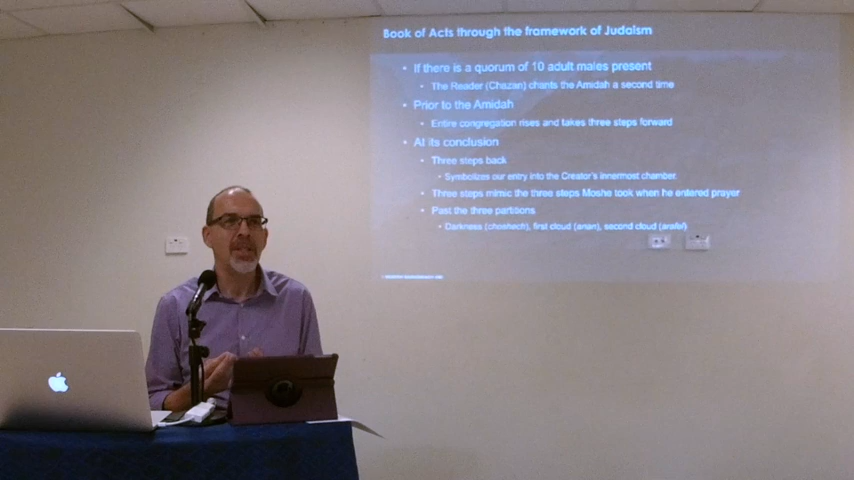 Book of Acts through the framework of Judaism
• If there is a quorum of 10 adult males present
• The Reader (Chazan) chants the Amidah a second time
• Prior to the Amidah
• Entire congregation rises and takes three steps forward
• At its conclusion
• Three steps back
• Symbolizes our entry into the Creator's innermost chamber.
• Three steps mimic the three steps Moshe took when he entered prayer
• Past the three partitions
• Darkness (choshech), first cloud (anan), second cloud (arafel)